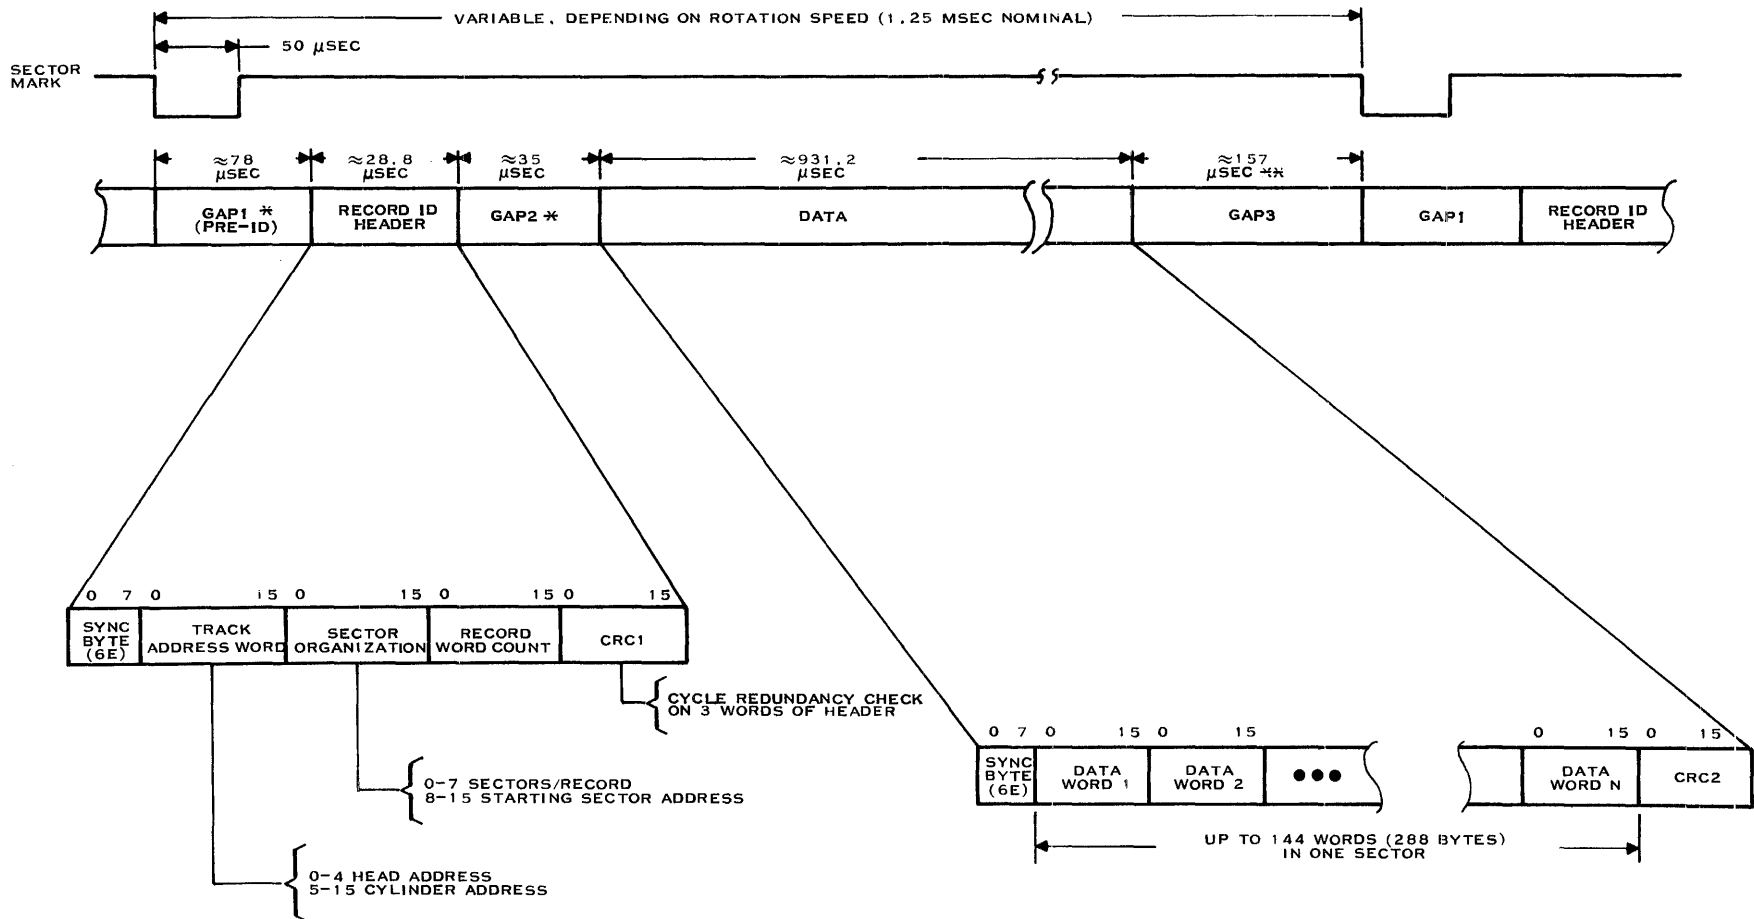 VARIABLE, DEPENDING ON ROTATION SPEED (1.25 MSEC NOMINAL)
50 μSEC
SECTOR
MARK
≈78
μSEC
≈28.8
μSEC
≈35
μSEC
≈931.2
μSEC
≈157
μSEC **
GAP1 *
(PRE-ID)
RECORD ID
HEADER
GAP2 *
DATA
GAP3
GAP1
RECORD ID
HEADER
0 7 0 15 0 15 0 15 0 15
SYNC
BYTE
(6E)
TRACK
ADDRESS WORD
SECTOR
ORGANIZATION
RECORD
WORD COUNT
CRC1
CYCLE REDUNDANCY CHECK
ON 3 WORDS OF HEADER
0-7 SECTORS/RECORD
8-15 STARTING SECTOR ADDRESS
0-4 HEAD ADDRESS
5-15 CYLINDER ADDRESS
0 7 0 15 0 15 0 15 0 15
SYNC
BYTE
(6E)
DATA
WORD 1
DATA
WORD 2
●●●
DATA
WORD N
CRC2
UP TO 144 WORDS (288 BYTES)
IN ONE SECTOR